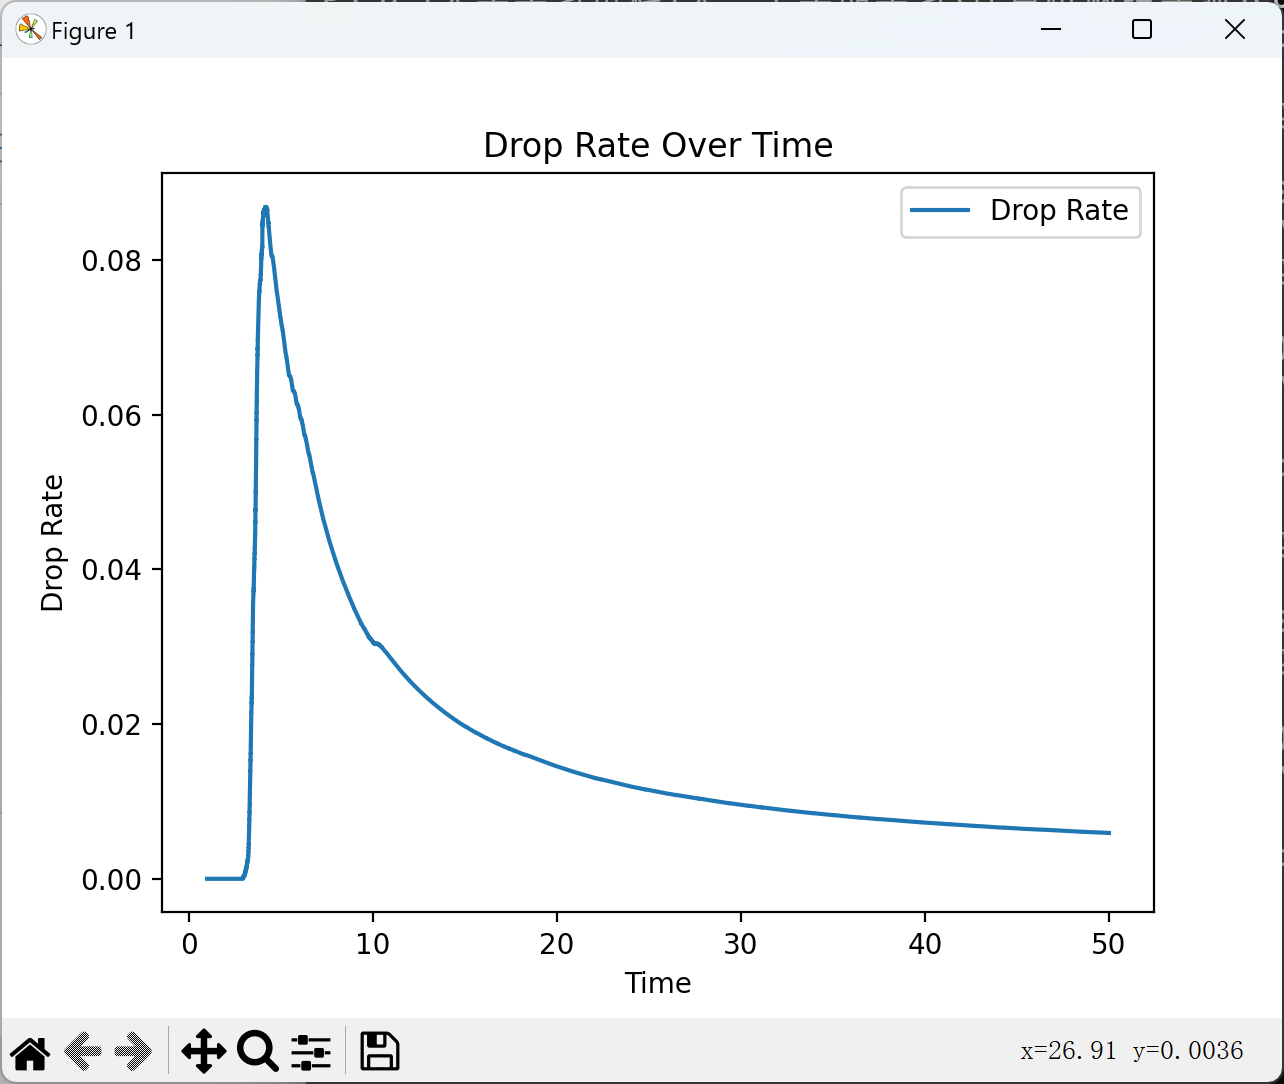 Figure 1
Drop Rate Over Time
Drop Rate
0.08
0.06
0.04
0.02
0.00
Drop Rate
0 10 20 30 40 50
Time
x=26.91 y=0.0036